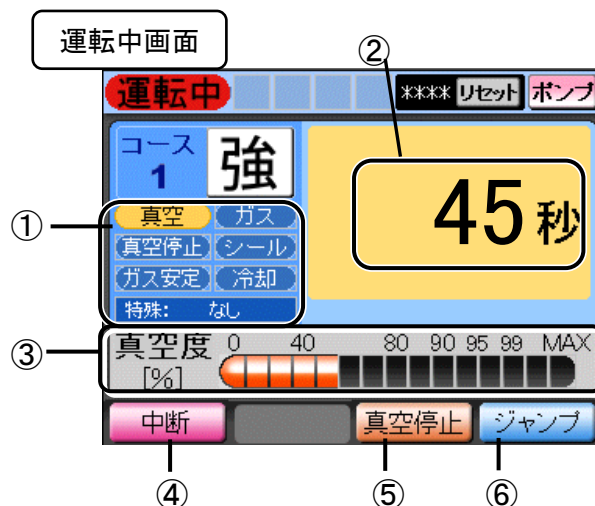 運転中画面
②
運転中 **** リセット ポンプ
コース
1
強
45秒
①
真空 ガス
真空停止 シール
ガス安定 冷却
特殊: なし
③
真空度 0 40 80 90 95 99 MAX
[%]
中断 真空停止 ジャンプ
④ ⑤ ⑥